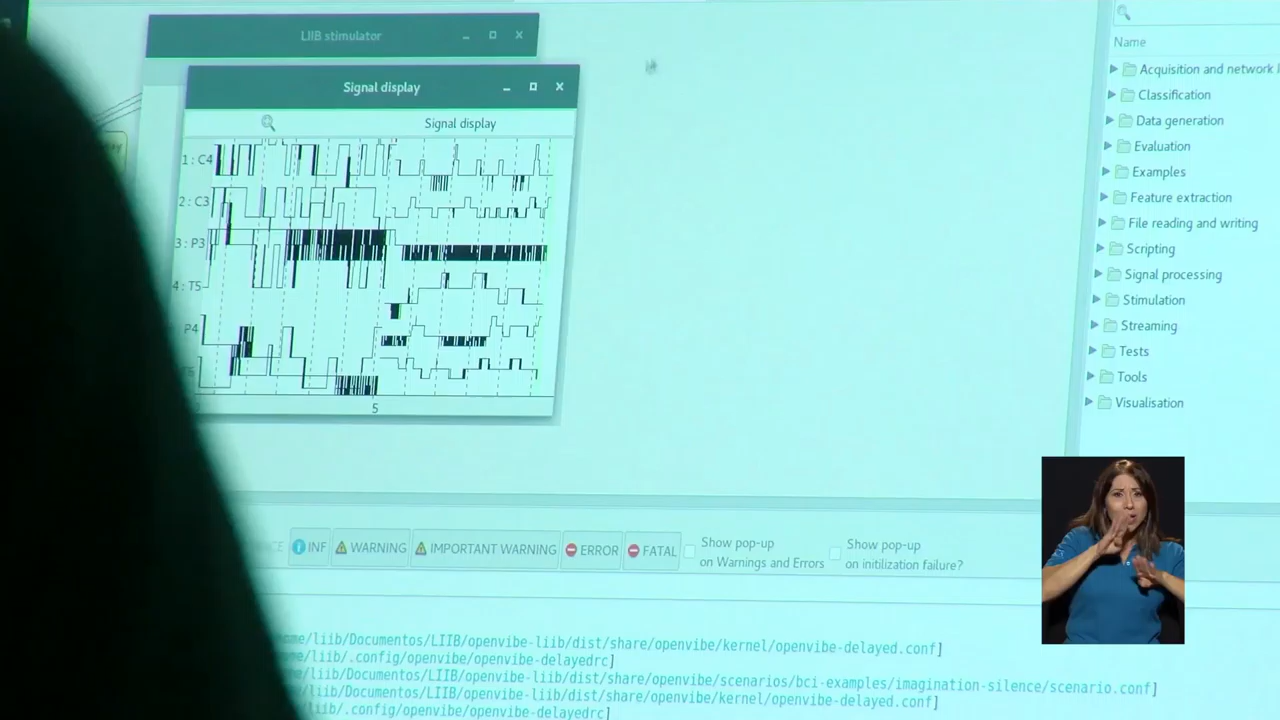 LIIB stimulator
Signal display
Signal display
1 : C4
2 : C3
3 : P3
4 : T5
P4
5
Name
Acquisition and network
Classification
Data generation
Evaluation
Examples
Feature extraction
File reading and writing
Scripting
Signal processing
Stimulation
Streaming
Tests
Tools
Visualisation
INF
WARNING
IMPORTANT WARNING
ERROR
FATAL
Show pop-up
on Warnings and Errors
Show pop-up
on initilization failure?
/liib/Documentos/LIIB/openvibe-liib/dist/share/openvibe/kernel/openvibe-delayed.conf]
me/liib/.config/openvibe/openvibe-delayedrc]
me/liib/Documentos/LIIB/openvibe-liib/dist/share/openvibe/scenarios/bci-examples/imagination-silence/scenario.conf]
/liib/Documentos/LIIB/openvibe-liib/dist/share/openvibe/kernel/openvibe-delayed.conf]
/liib/.config/openvibe/openvibe-delayedrc]